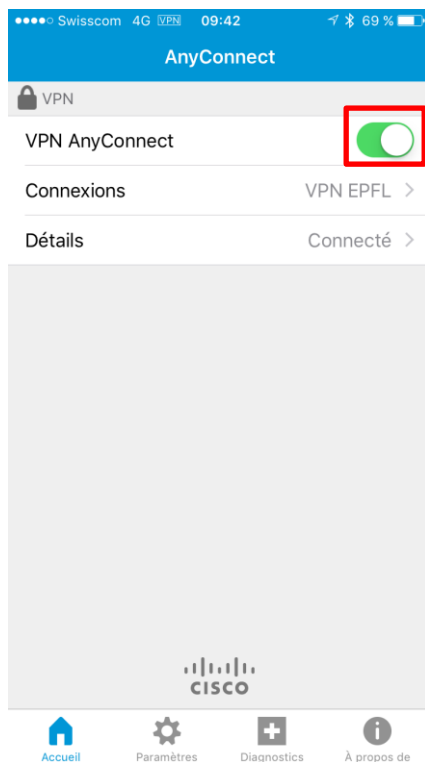 Swisscom 4G VPN 09:42 69 %
AnyConnect
VPN
VPN AnyConnect
Connexions VPN EPFL
Détails Connecté
CISCO
Accueil Paramètres Diagnostics À propos de